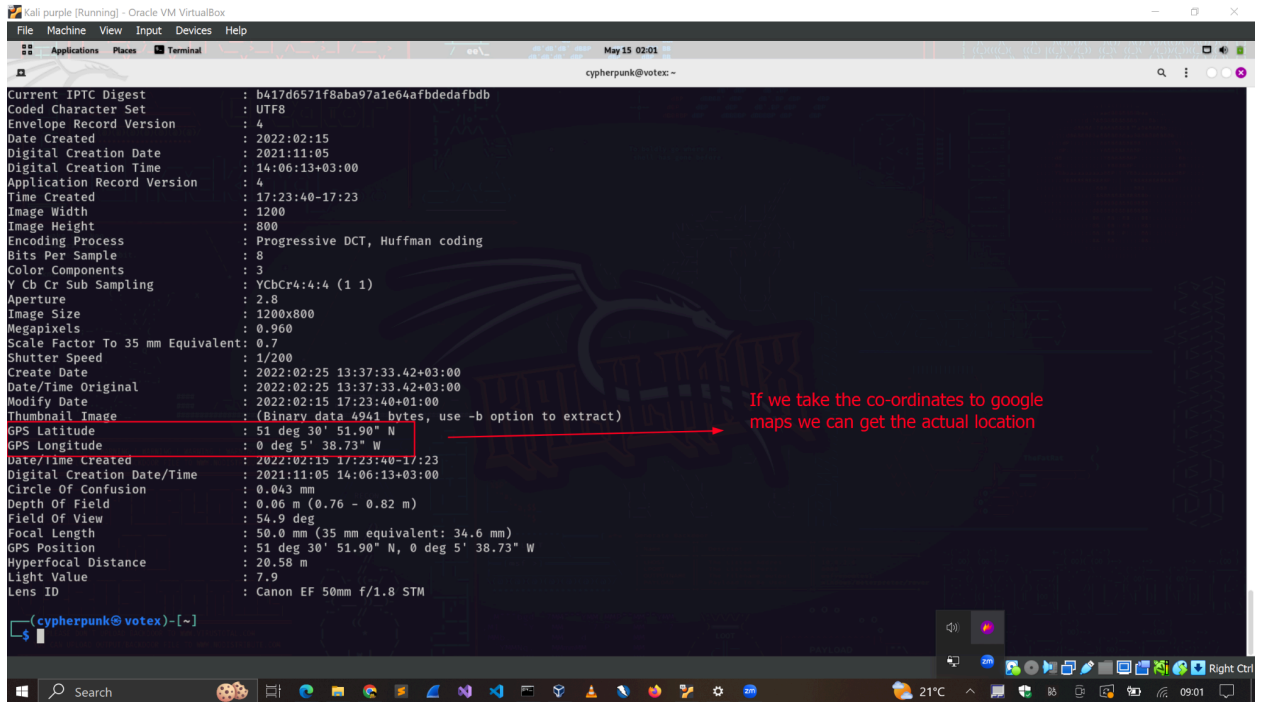 Kali purple [Running] - Oracle VM VirtualBox
File Machine View Input Devices Help
Applications Places Terminal May 15 02:01
cypherpunk@votex: ~
Current IPTC Digest : b417d6571f8aba97a1e64afbdedafbdb
Coded Character Set : UTF8
Envelope Record Version : 4
Date Created : 2022:02:15
Digital Creation Date : 2021:11:05
Digital Creation Time : 14:06:13+03:00
Application Record Version : 4
Time Created : 17:23:40-17:23
Image Width : 1200
Image Height : 800
Encoding Process : Progressive DCT, Huffman coding
Bits Per Sample : 8
Color Components : 3
Y Cb Cr Sub Sampling : YCbCr4:4:4 (1 1)
Aperture : 2.8
Image Size : 1200x800
Megapixels : 0.960
Scale Factor To 35 mm Equivalent: 0.7
Shutter Speed : 1/200
Create Date : 2022:02:25 13:37:33.42+03:00
Date/Time Original : 2022:02:25 13:37:33.42+03:00
Modify Date : 2022:02:15 17:23:40+01:00
Thumbnail Image : (Binary data 4941 bytes, use -b option to extract)
GPS Latitude : 51 deg 30' 51.90" N
GPS Longitude : 0 deg 5' 38.73" W
Date/Time Created : 2022:02:15 17:23:40-17:23
Digital Creation Date/Time : 2021:11:05 14:06:13+03:00
Circle Of Confusion : 0.043 mm
Depth Of Field : 0.06 m (0.76 - 0.82 m)
Field Of View : 54.9 deg
Focal Length : 50.0 mm (35 mm equivalent: 34.6 mm)
GPS Position : 51 deg 30' 51.90" N, 0 deg 5' 38.73" W
Hyperfocal Distance : 20.58 m
Light Value : 7.9
Lens ID : Canon EF 50mm f/1.8 STM
If we take the co-ordinates to google
maps we can get the actual location
(cypherpunk㉿votex)-[~]
$
KALI LINUX
zm
Right Ctrl
Search
zm
21°C
09:01